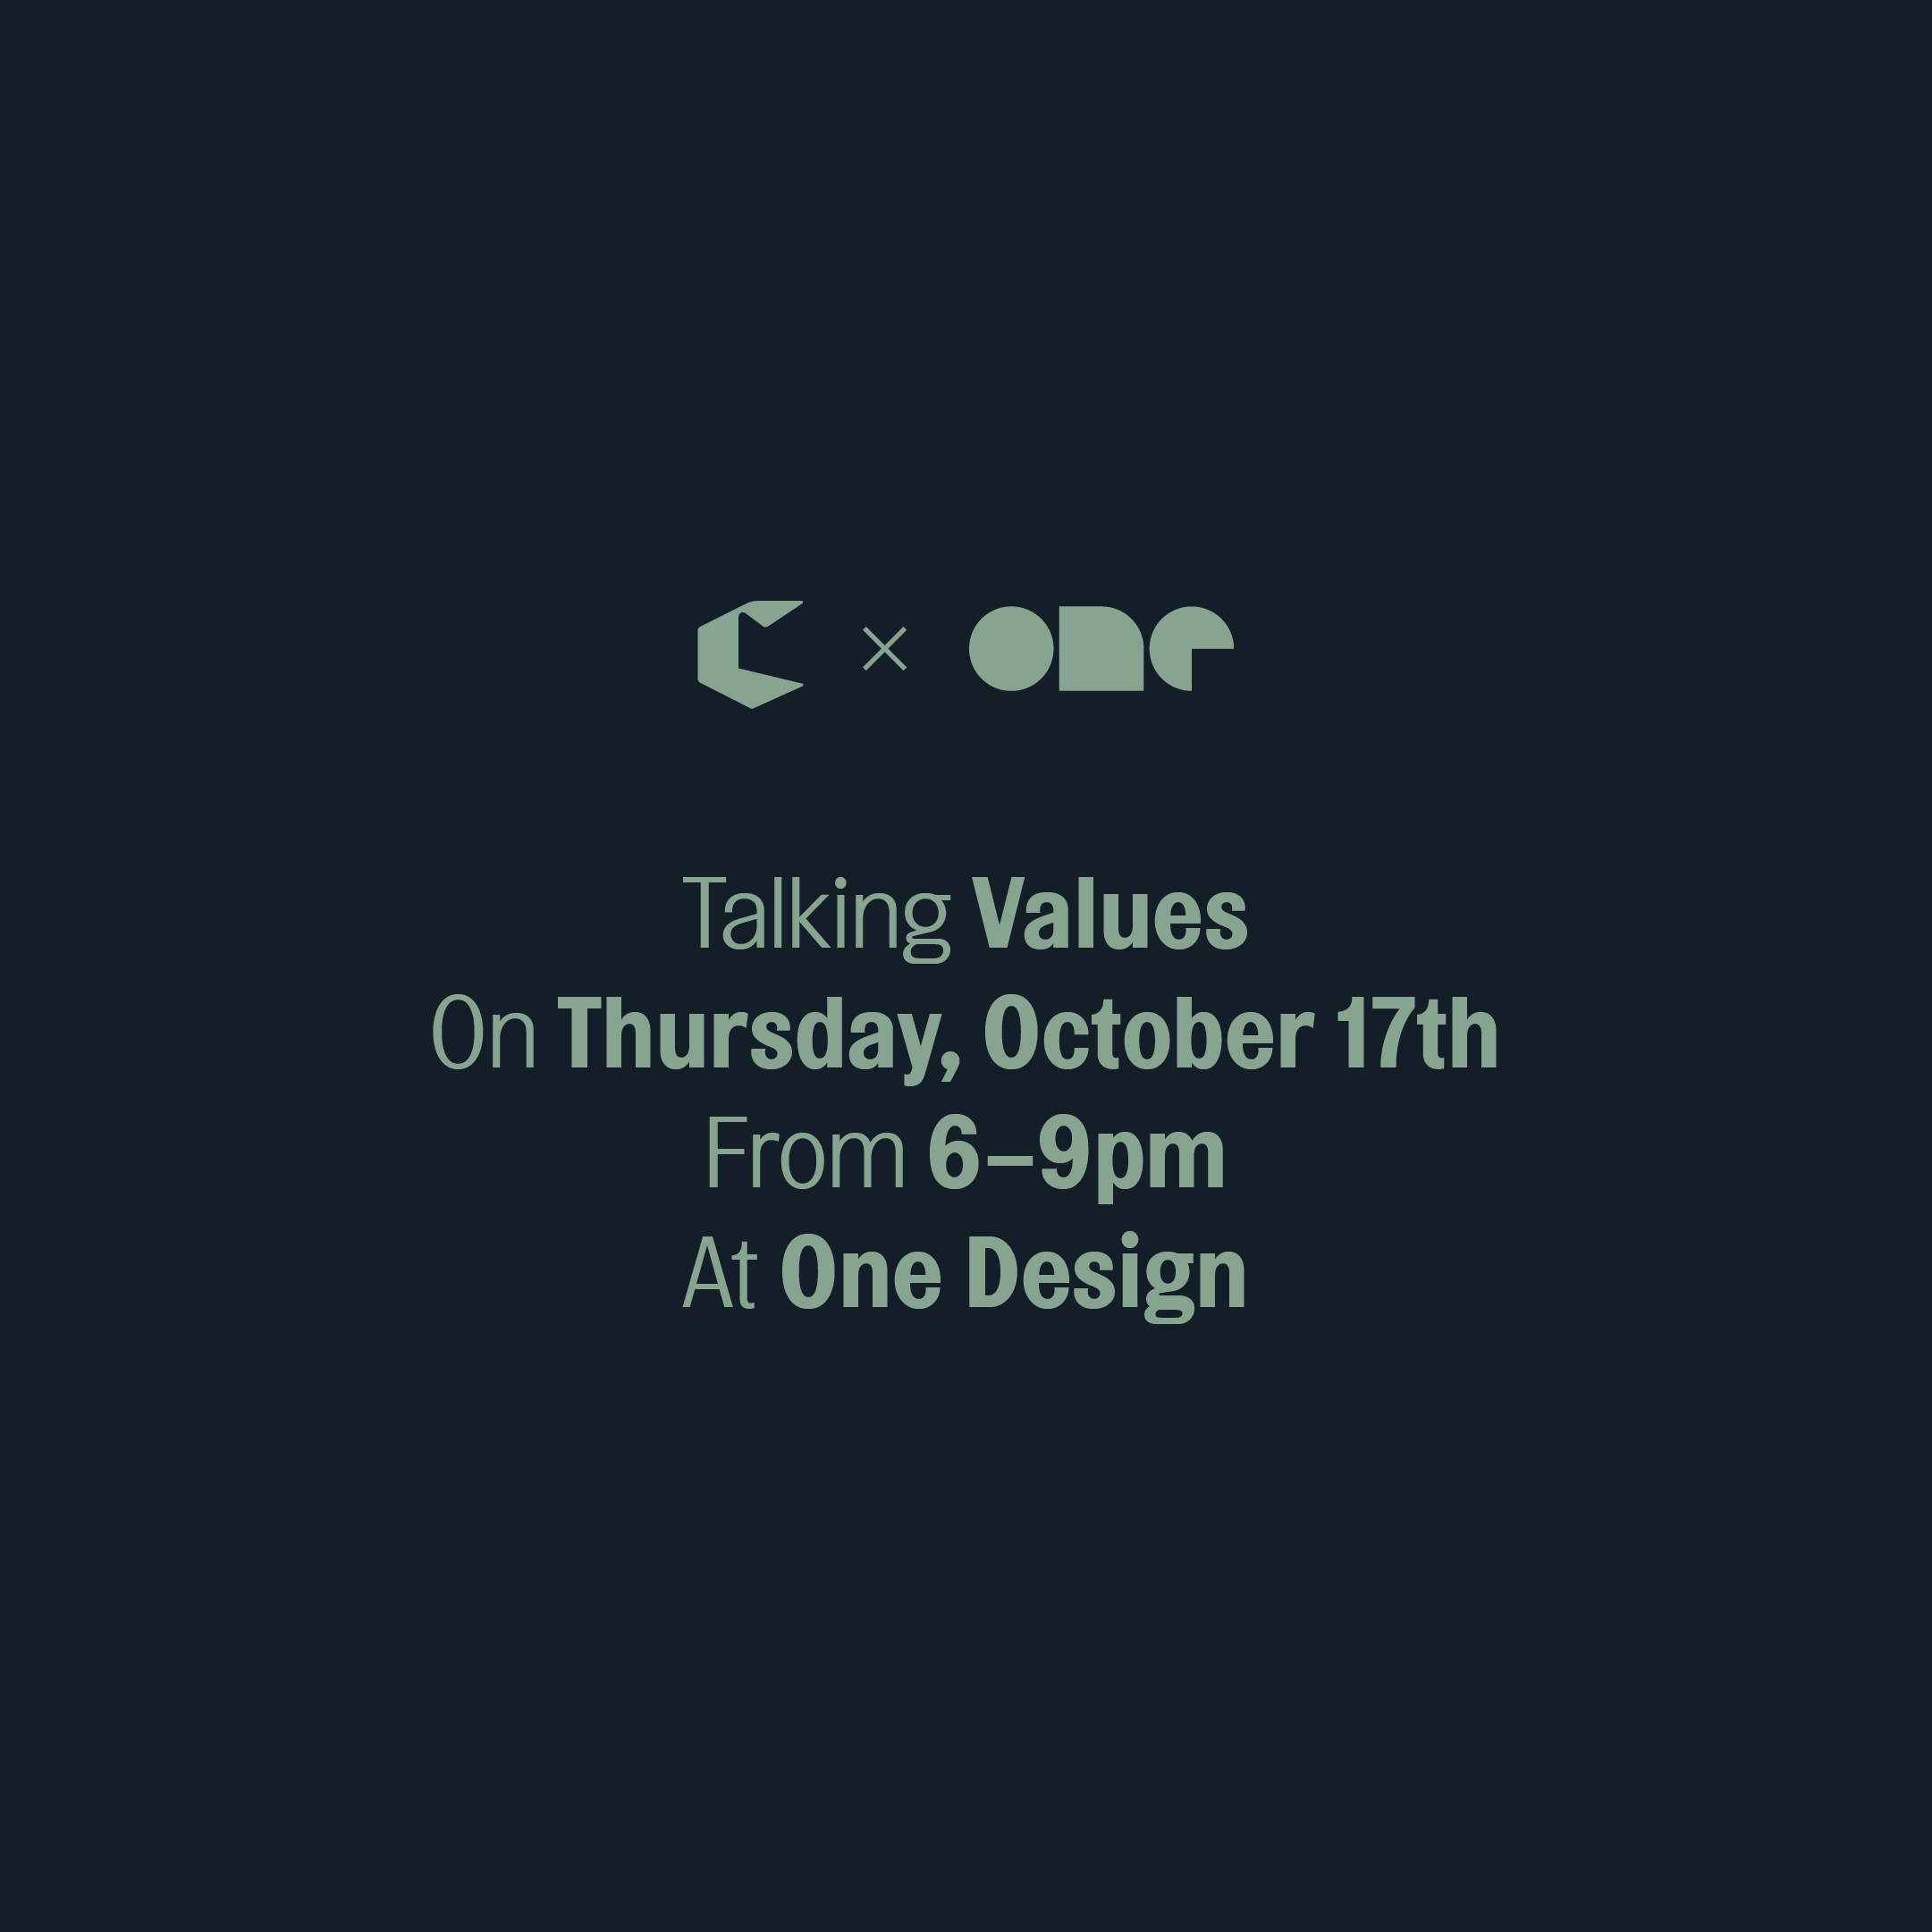 C × one
Talking Values
On Thursday, October 17th
From 6–9pm
At One Design